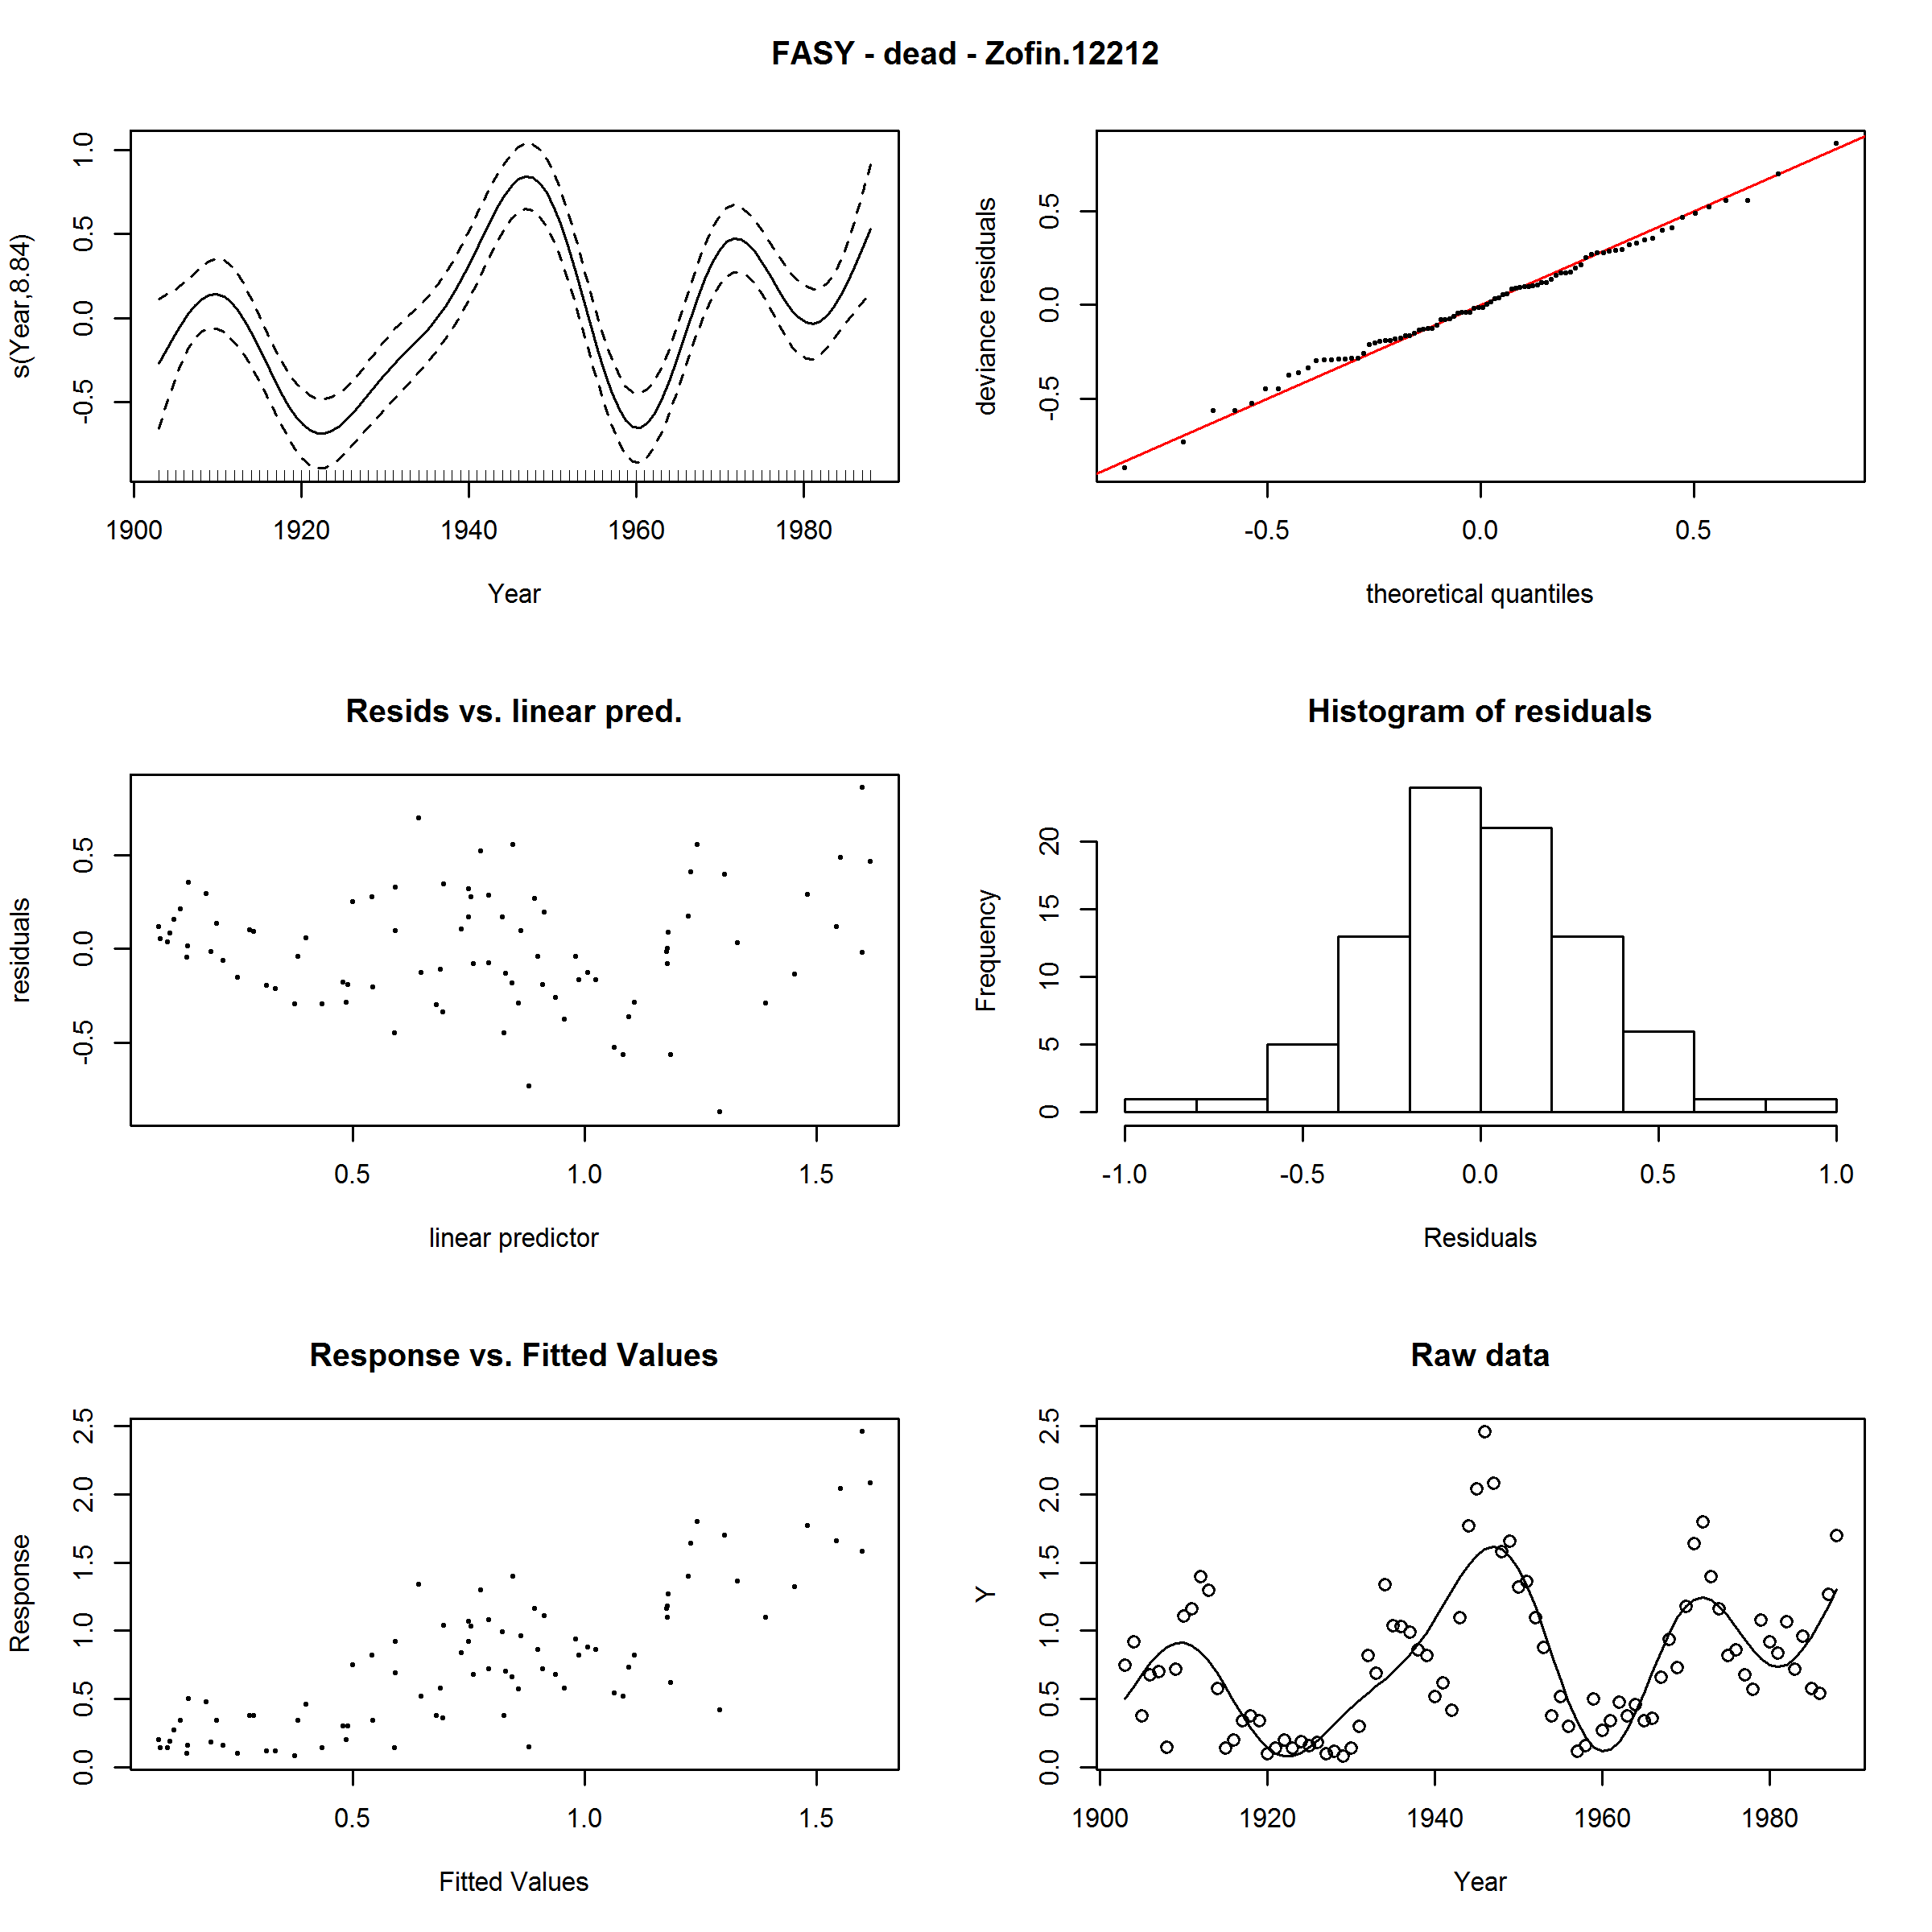 FASY - dead - Zofin.12212
s(Year,8.84)
1.0
0.5
0.0
-0.5
1900 1920 1940 1960 1980
Year
deviance residuals
0.5
0.0
-0.5
-0.5 0.0 0.5
theoretical quantiles
Resids vs. linear pred.
residuals
0.5
0.0
-0.5
0.5 1.0 1.5
linear predictor
Histogram of residuals
Frequency
20
15
10
5
0
-1.0 -0.5 0.0 0.5 1.0
Residuals
Response vs. Fitted Values
Response
2.5
2.0
1.5
1.0
0.5
0.0
0.5 1.0 1.5
Fitted Values
Raw data
Y
2.5
2.0
1.5
1.0
0.5
0.0
1900 1920 1940 1960 1980
Year